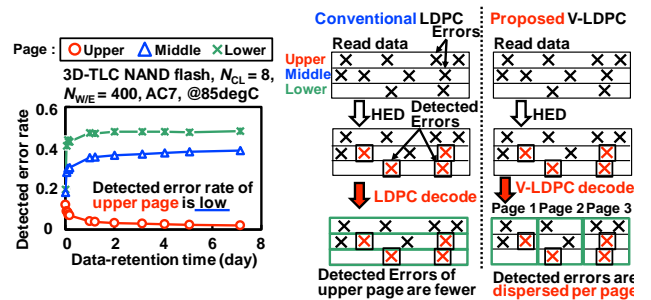 Page : Upper Middle Lower
3D-TLC NAND flash, N_CL = 8,
N_W/E = 400, AC7, @85degC
Detected error rate
0.6
0.4
0.2
0
Detected error rate of
upper page is low
0 2 4 6 8
Data-retention time (day)
Conventional LDPC
Errors
Read data
Upper
Middle
Lower
HED
Detected
Errors
LDPC decode
Detected Errors of
upper page are fewer
Proposed V-LDPC
Read data
HED
V-LDPC decode
Page 1 Page 2 Page 3
Detected errors are
dispersed per page